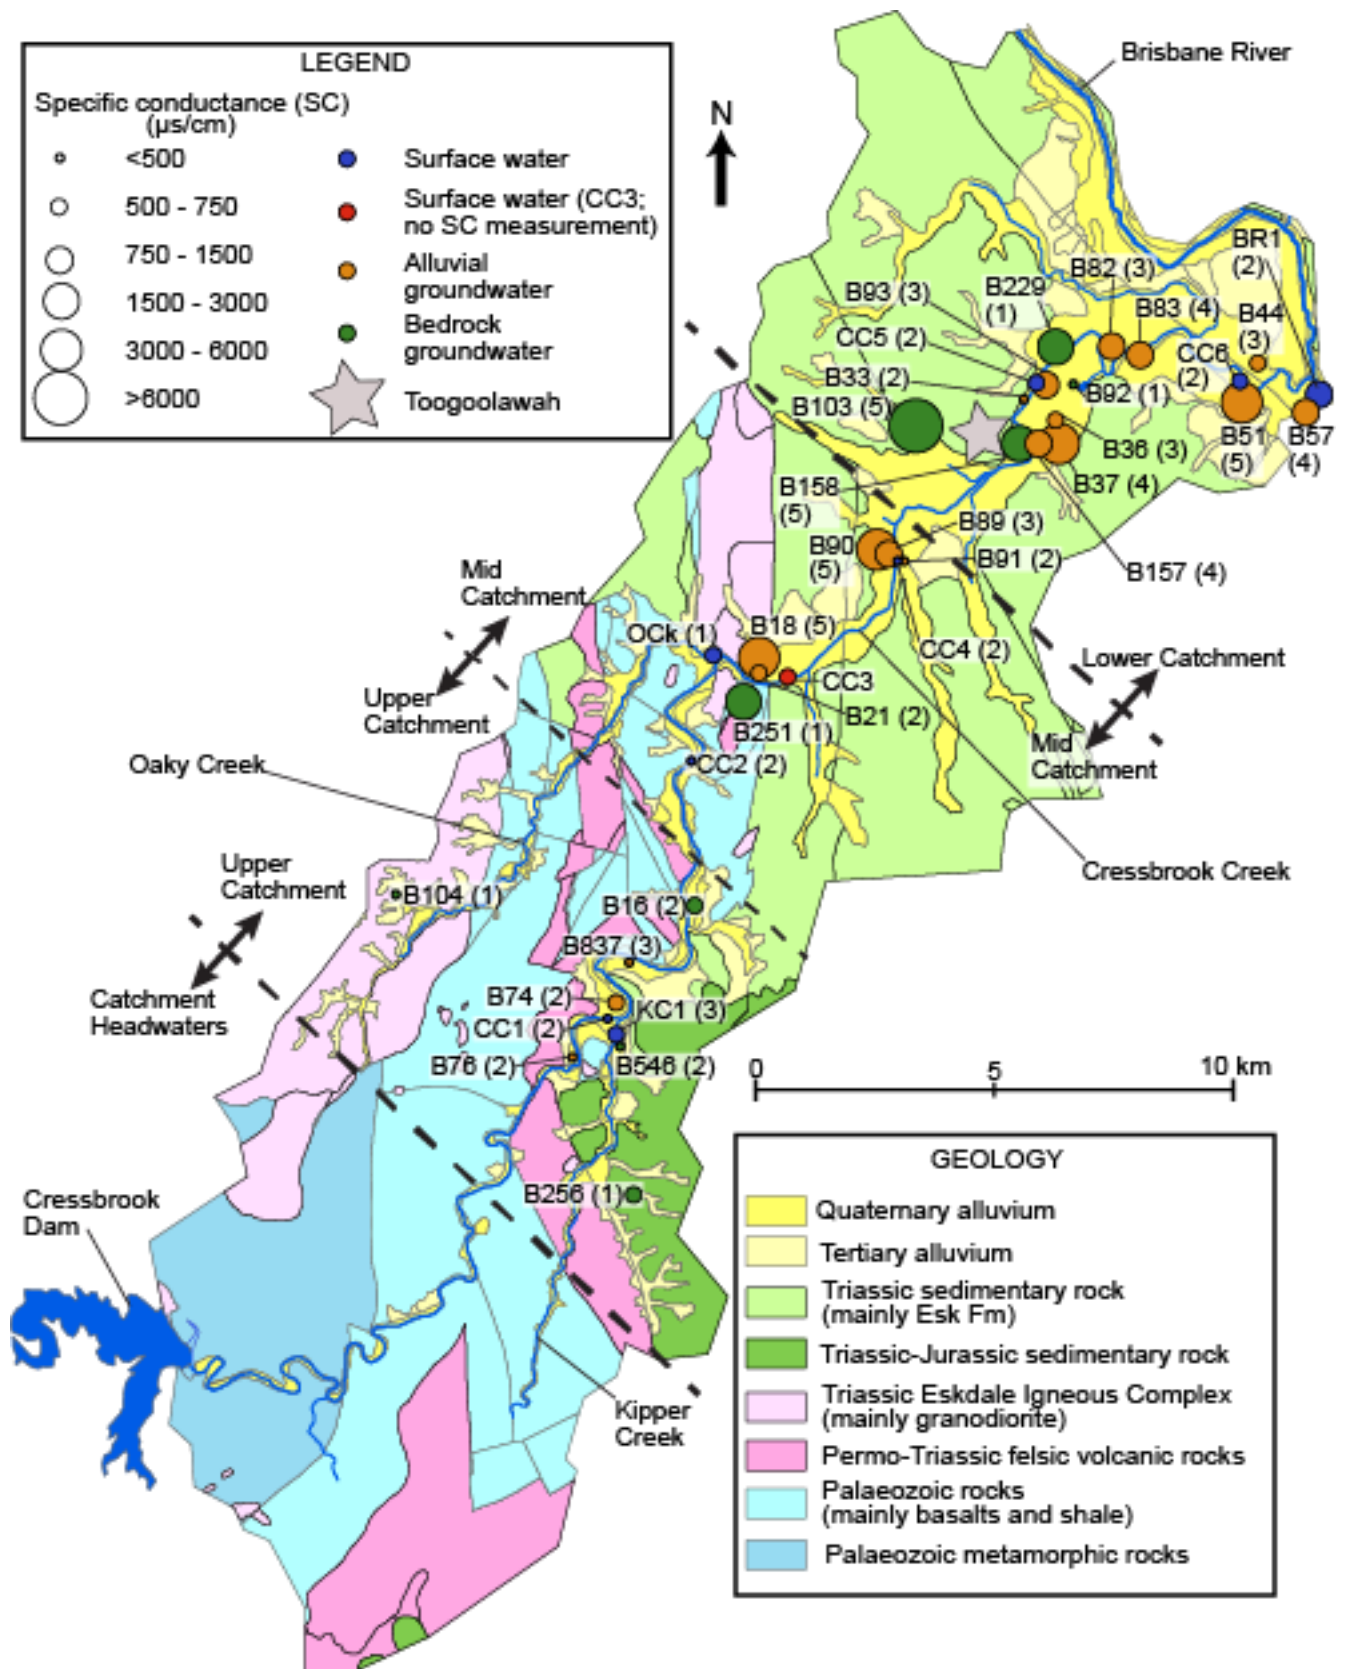 LEGEND
Specific conductance (SC)
(µs/cm)
<500
500 - 750
750 - 1500
1500 - 3000
3000 - 6000
>6000
Surface water
Surface water (CC3;
no SC measurement)
Alluvial
groundwater
Bedrock
groundwater
Toogoolawah
N
Brisbane River
BR1
(2)
B82 (3)
B229
(1)
B93 (3)
B83 (4)
B44
(3)
CC5 (2)
CC6
(2)
B33 (2)
B92 (1)
B103 (5)
B36 (3)
B51
(5)
B57
(4)
B37 (4)
B158
(5)
B89 (3)
B90
(5)
B91 (2)
B157 (4)
Mid
Catchment
Upper
Catchment
OCk (1)
B18 (5)
CC4 (2)
Lower Catchment
Mid
Catchment
CC3
B21 (2)
B251 (1)
CC2 (2)
Oaky Creek
Cressbrook Creek
Upper
Catchment
Catchment
Headwaters
B104 (1)
B16 (2)
B837 (3)
B74 (2)
KC1 (3)
CC1 (2)
B76 (2)
B546 (2)
0
5
10 km
B256 (1)
Cressbrook
Dam
Kipper
Creek
GEOLOGY
Quaternary alluvium
Tertiary alluvium
Triassic sedimentary rock
(mainly Esk Fm)
Triassic-Jurassic sedimentary rock
Triassic Eskdale Igneous Complex
(mainly granodiorite)
Permo-Triassic felsic volcanic rocks
Palaeozoic rocks
(mainly basalts and shale)
Palaeozoic metamorphic rocks